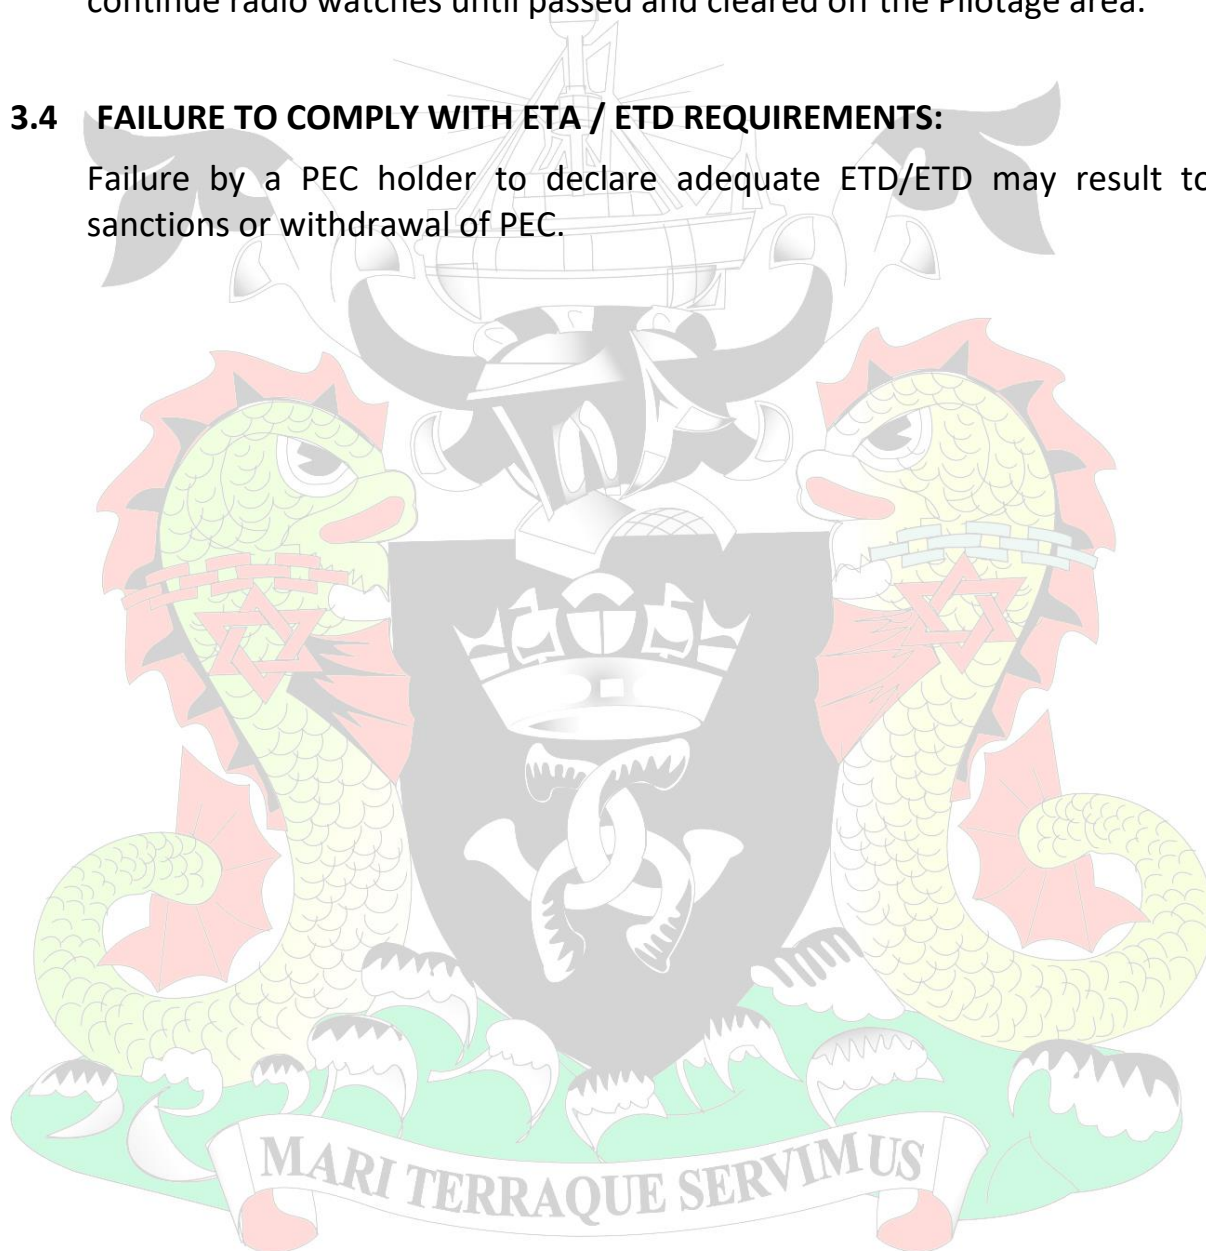 continue radio watches until passed and cleared off the Pilotage area.
3.4 FAILURE TO COMPLY WITH ETA / ETD REQUIREMENTS:
Failure by a PEC holder to declare adequate ETD/ETD may result to
sanctions or withdrawal of PEC.
MARI TERRAQUE SERVIMUS